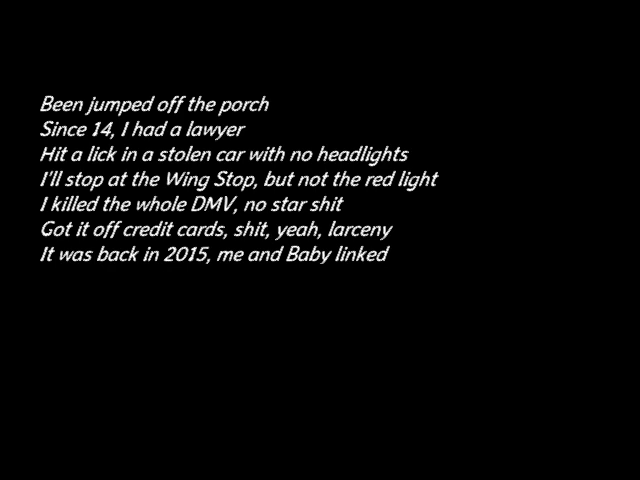 Been jumped off the porch
Since 14, I had a lawyer
Hit a lick in a stolen car with no headlights
I'll stop at the Wing Stop, but not the red light
I killed the whole DMV, no star shit
Got it off credit cards, shit, yeah, larceny
It was back in 2015, me and Baby linked